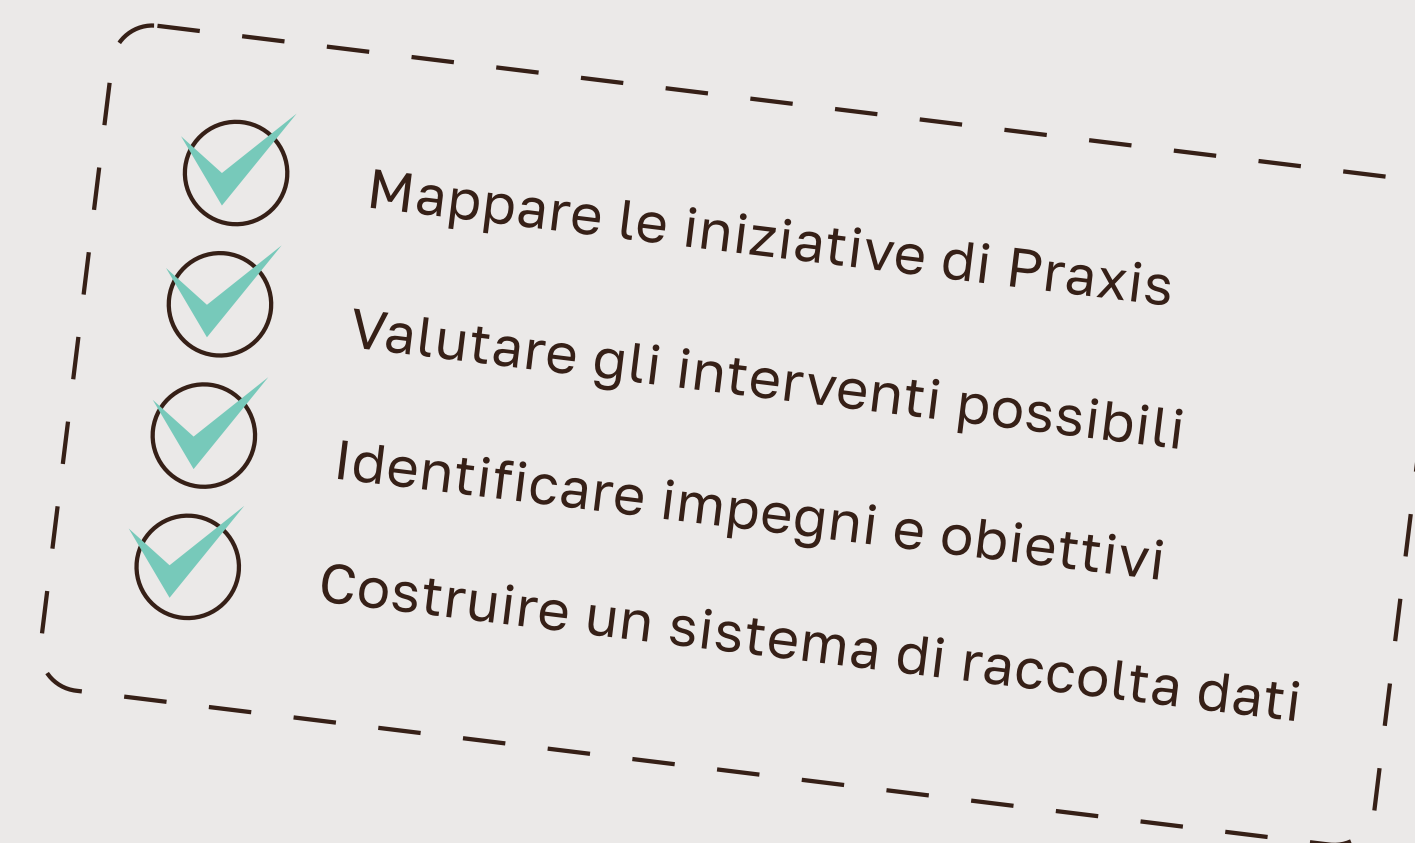 Mappare le iniziative di Praxis
Valutare gli interventi possibili
Identificare impegni e obiettivi
Costruire un sistema di raccolta dati